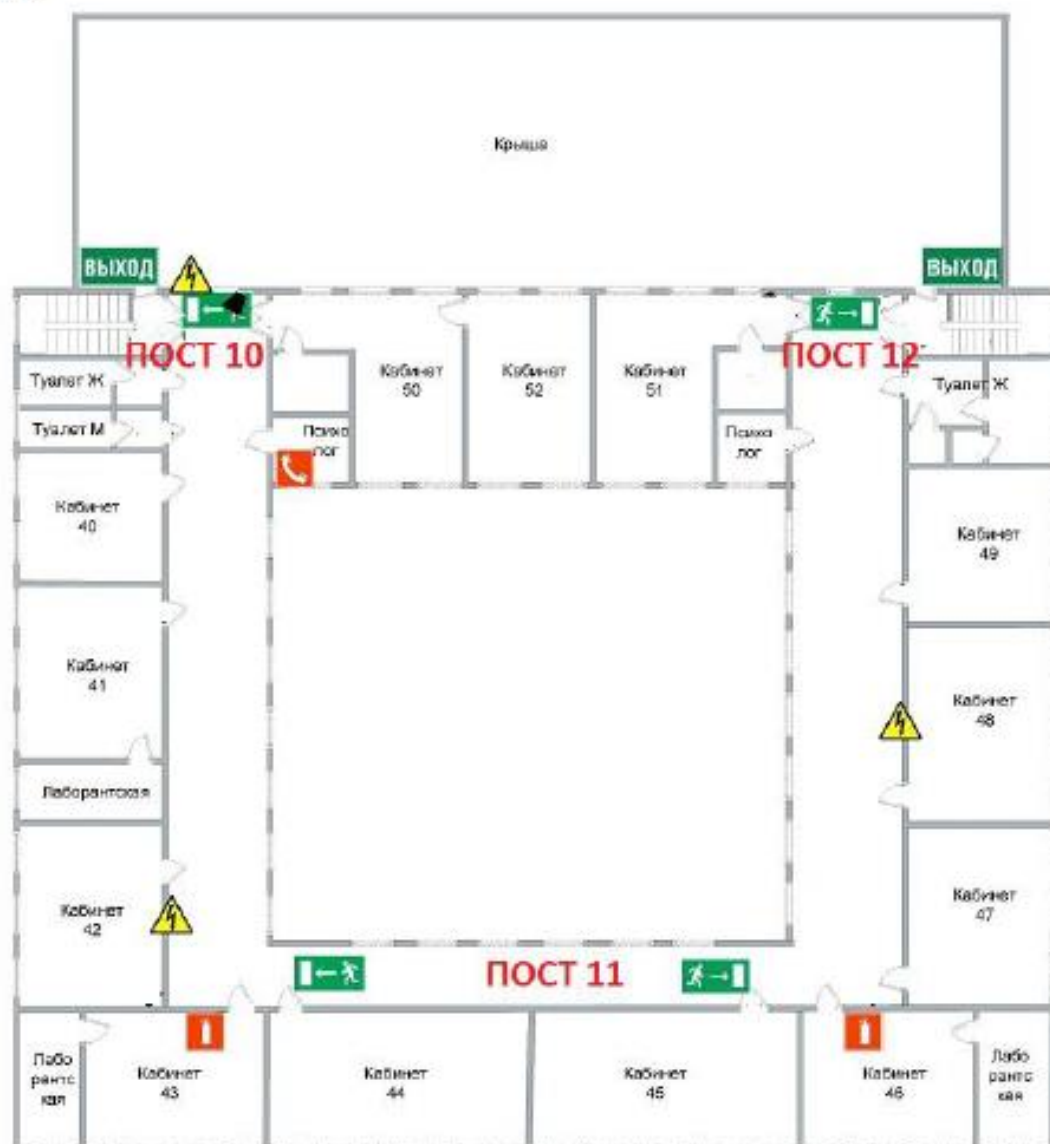 Крыша
ВЫХОД
ВЫХОД
ПОСТ 10
ПОСТ 12
Туалет Ж
Кабинет
50
Кабинет
52
Кабинет
51
Туалет Ж
Туалет М
Психо
лог
Психо
лог
Кабинет
40
Кабинет
49
Кабинет
41
Кабинет
48
Лаборантская
Кабинет
42
Кабинет
47
ПОСТ 11
Лабо
рантс
кая
Кабинет
43
Кабинет
44
Кабинет
45
Кабинет
46
Лабо
рантс
кая